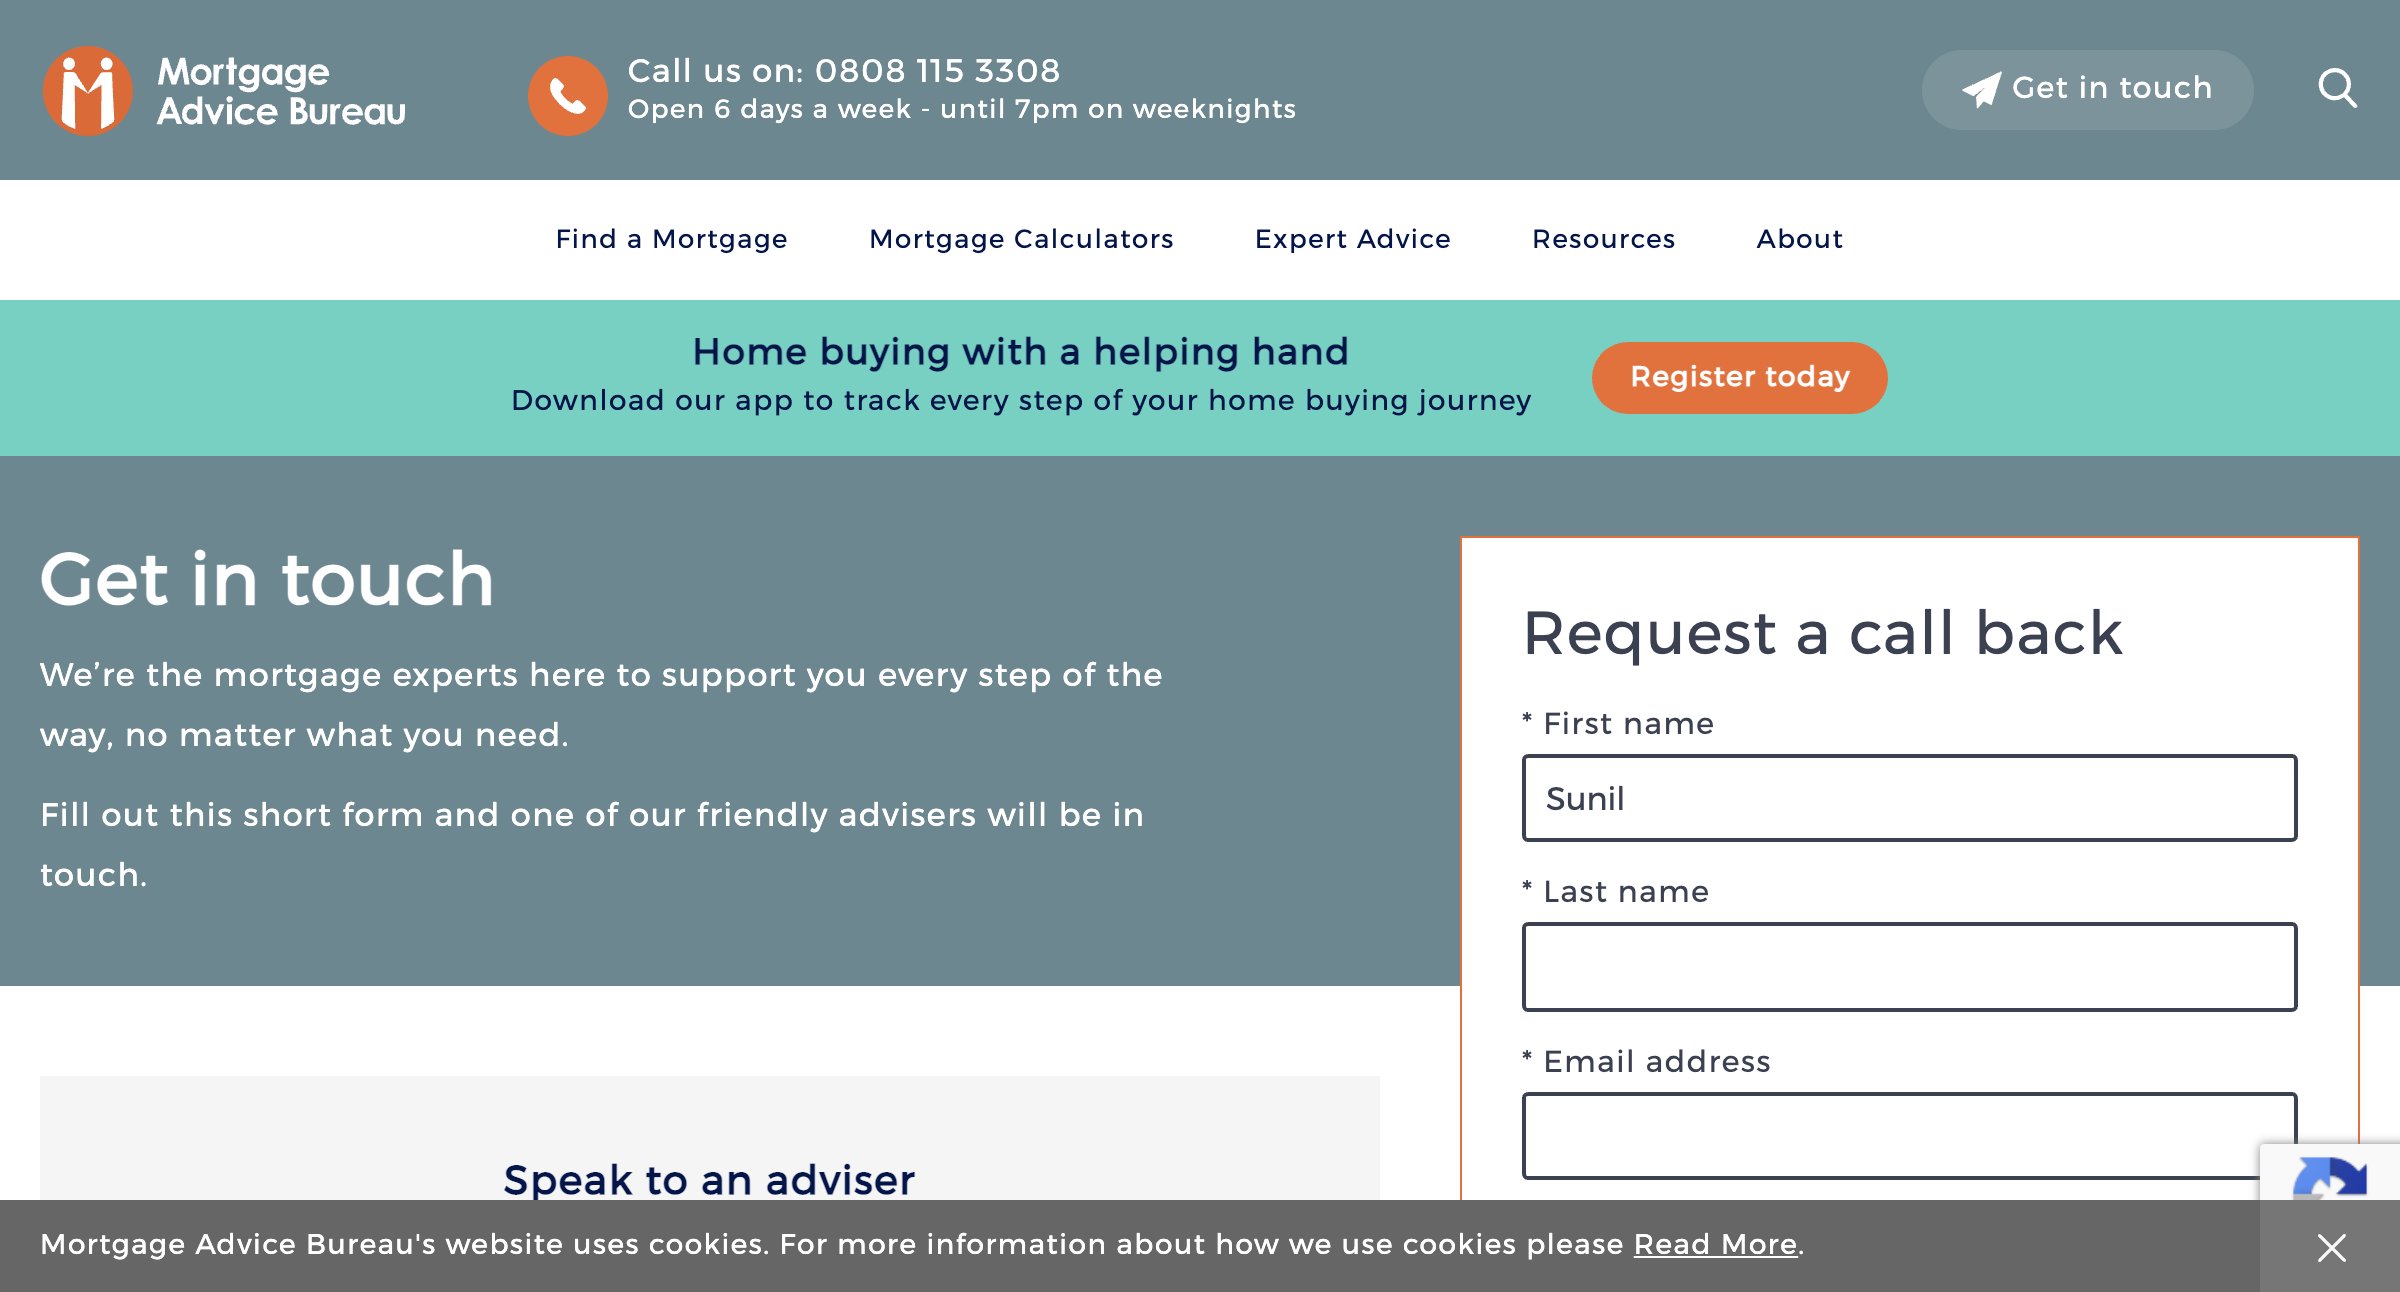 Mortgage
Advice Bureau
Call us on: 0808 115 3308
Open 6 days a week - until 7pm on weeknights
Get in touch
Find a Mortgage
Mortgage Calculators
Expert Advice
Resources
About
Home buying with a helping hand
Download our app to track every step of your home buying journey
Register today
Get in touch
We’re the mortgage experts here to support you every step of the
way, no matter what you need.
Fill out this short form and one of our friendly advisers will be in
touch.
Request a call back
* First name
Sunil
* Last name
* Email address
Speak to an adviser
Mortgage Advice Bureau's website uses cookies. For more information about how we use cookies please Read More.